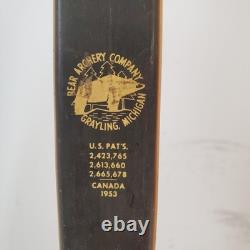 BEAR ARCHERY COMPANY
GRAYLING, MICHIGAN
U.S. PAT'S.
2,423,765
2,613,660
2,665,678
CANADA
1953